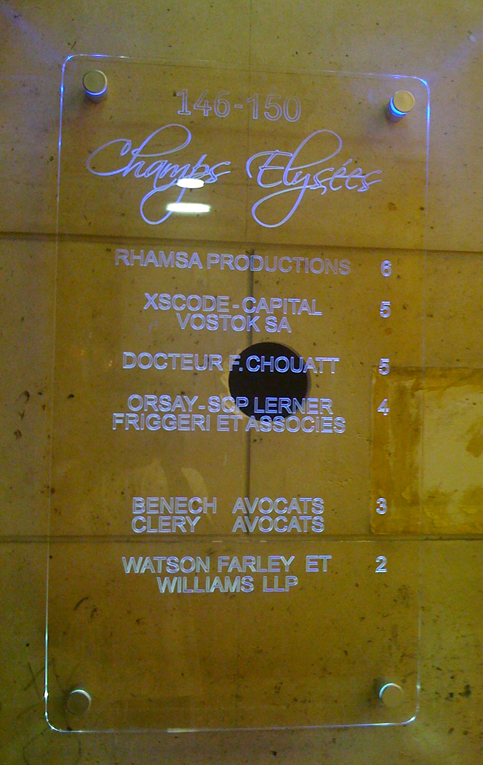 146-150
Champs Elysées
RHAMSA PRODUCTIONS 6
XSCODE-CAPITAL 5
VOSTOK SA
DOCTEUR F. CHOUATT 5
ORSAY-SCP LERNER 4
FRIGGERI ET ASSOCIES
BENECH AVOCATS 3
CLERY AVOCATS
WATSON FARLEY ET 2
WILLIAMS LLP